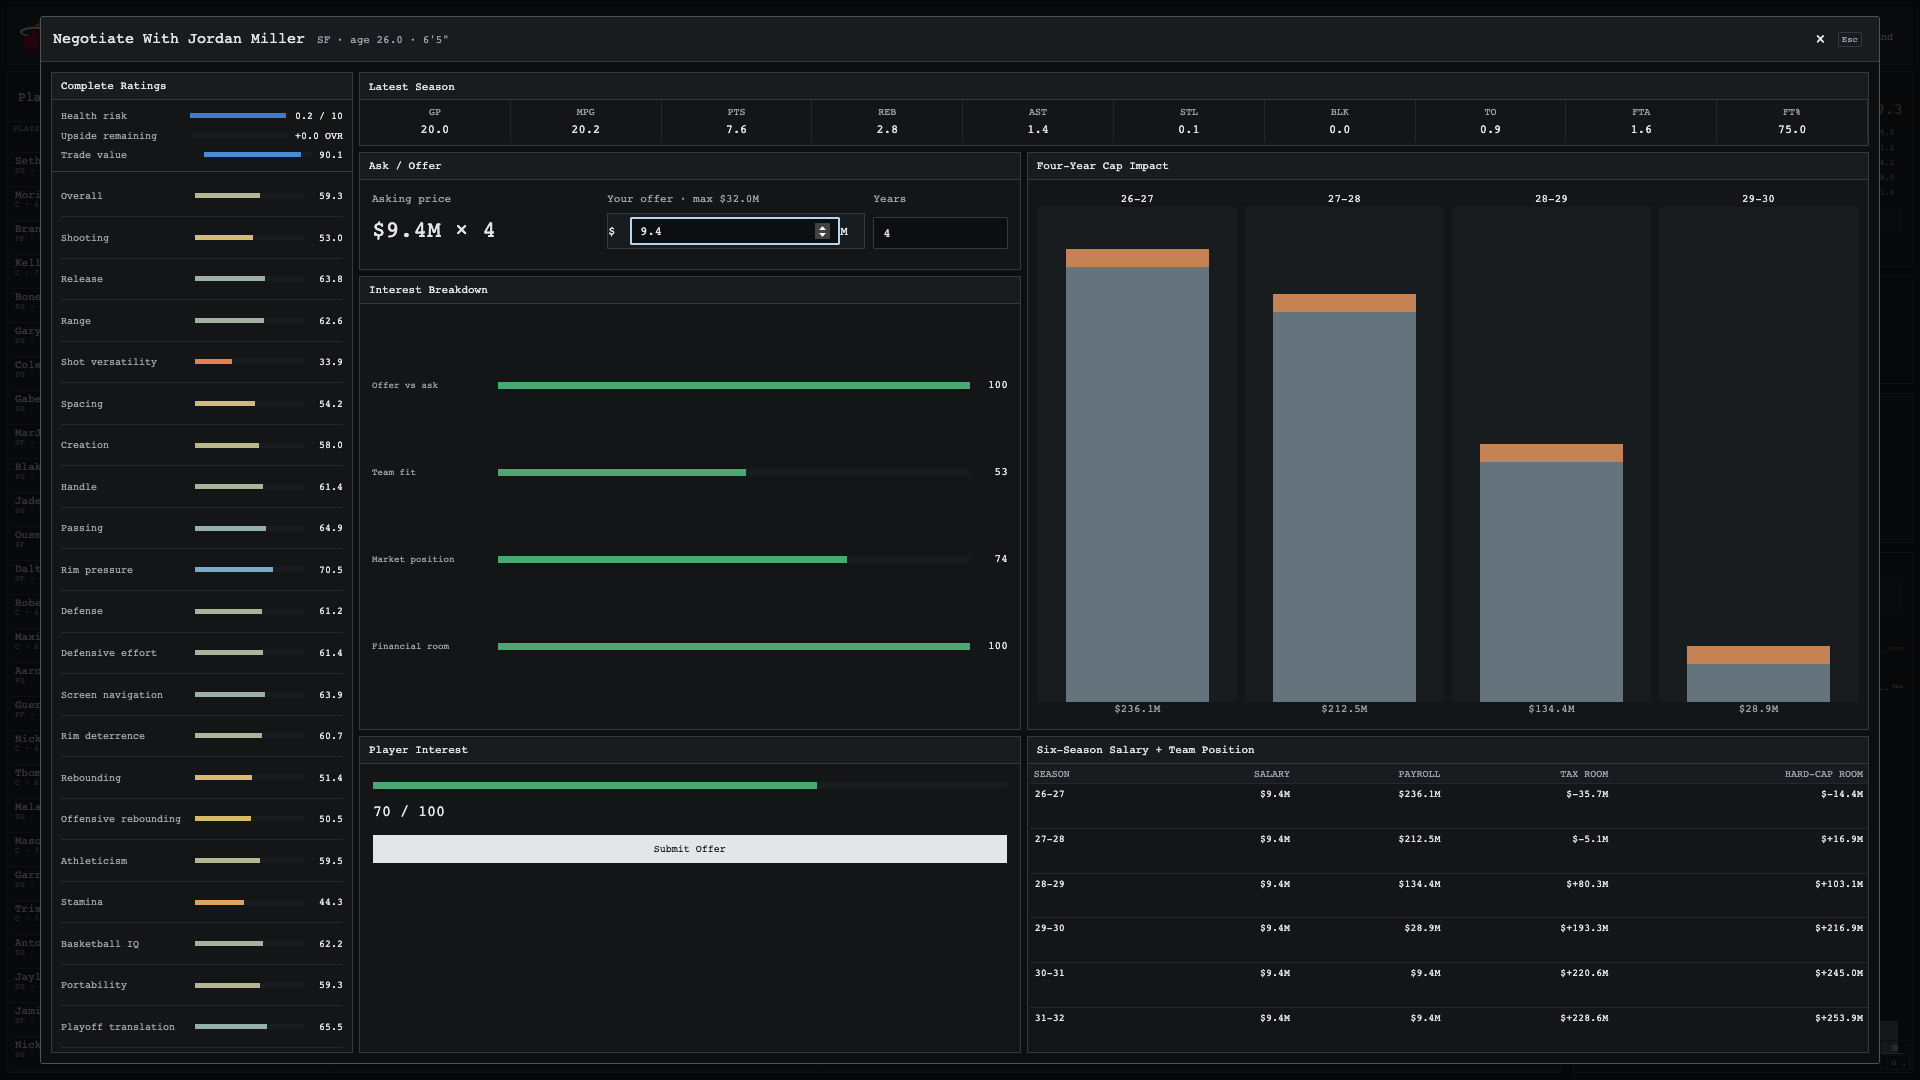 Negotiate With Jordan Miller SF · age 26.0 · 6'5"
× Esc
Complete Ratings
Health risk 0.2 / 10
Upside remaining +0.0 OVR
Trade value 90.1
Overall 59.3
Shooting 53.0
Release 63.8
Range 62.6
Shot versatility 33.9
Spacing 54.2
Creation 58.0
Handle 61.4
Passing 64.9
Rim pressure 70.5
Defense 61.2
Defensive effort 61.4
Screen navigation 63.9
Rim deterrence 60.7
Rebounding 51.4
Offensive rebounding 50.5
Athleticism 59.5
Stamina 44.3
Basketball IQ 62.2
Portability 59.3
Playoff translation 65.5
Latest Season
GP MPG PTS REB AST STL BLK TO FTA FT%
20.0 20.2 7.6 2.8 1.4 0.1 0.0 0.9 1.6 75.0
Ask / Offer
Asking price Your offer · max $32.0M Years
$9.4M × 4 $ 9.4 M 4
Interest Breakdown
Offer vs ask 100
Team fit 53
Market position 74
Financial room 100
Player Interest
70 / 100
Submit Offer
Four-Year Cap Impact
26-27 27-28 28-29 29-30
$236.1M $212.5M $134.4M $28.9M
Six-Season Salary + Team Position
SEASON SALARY PAYROLL TAX ROOM HARD-CAP ROOM
26-27 $9.4M $236.1M $-35.7M $-14.4M
27-28 $9.4M $212.5M $-5.1M $+16.9M
28-29 $9.4M $134.4M $+80.3M $+103.1M
29-30 $9.4M $28.9M $+193.3M $+216.9M
30-31 $9.4M $9.4M $+220.6M $+245.0M
31-32 $9.4M $9.4M $+228.6M $+253.9M